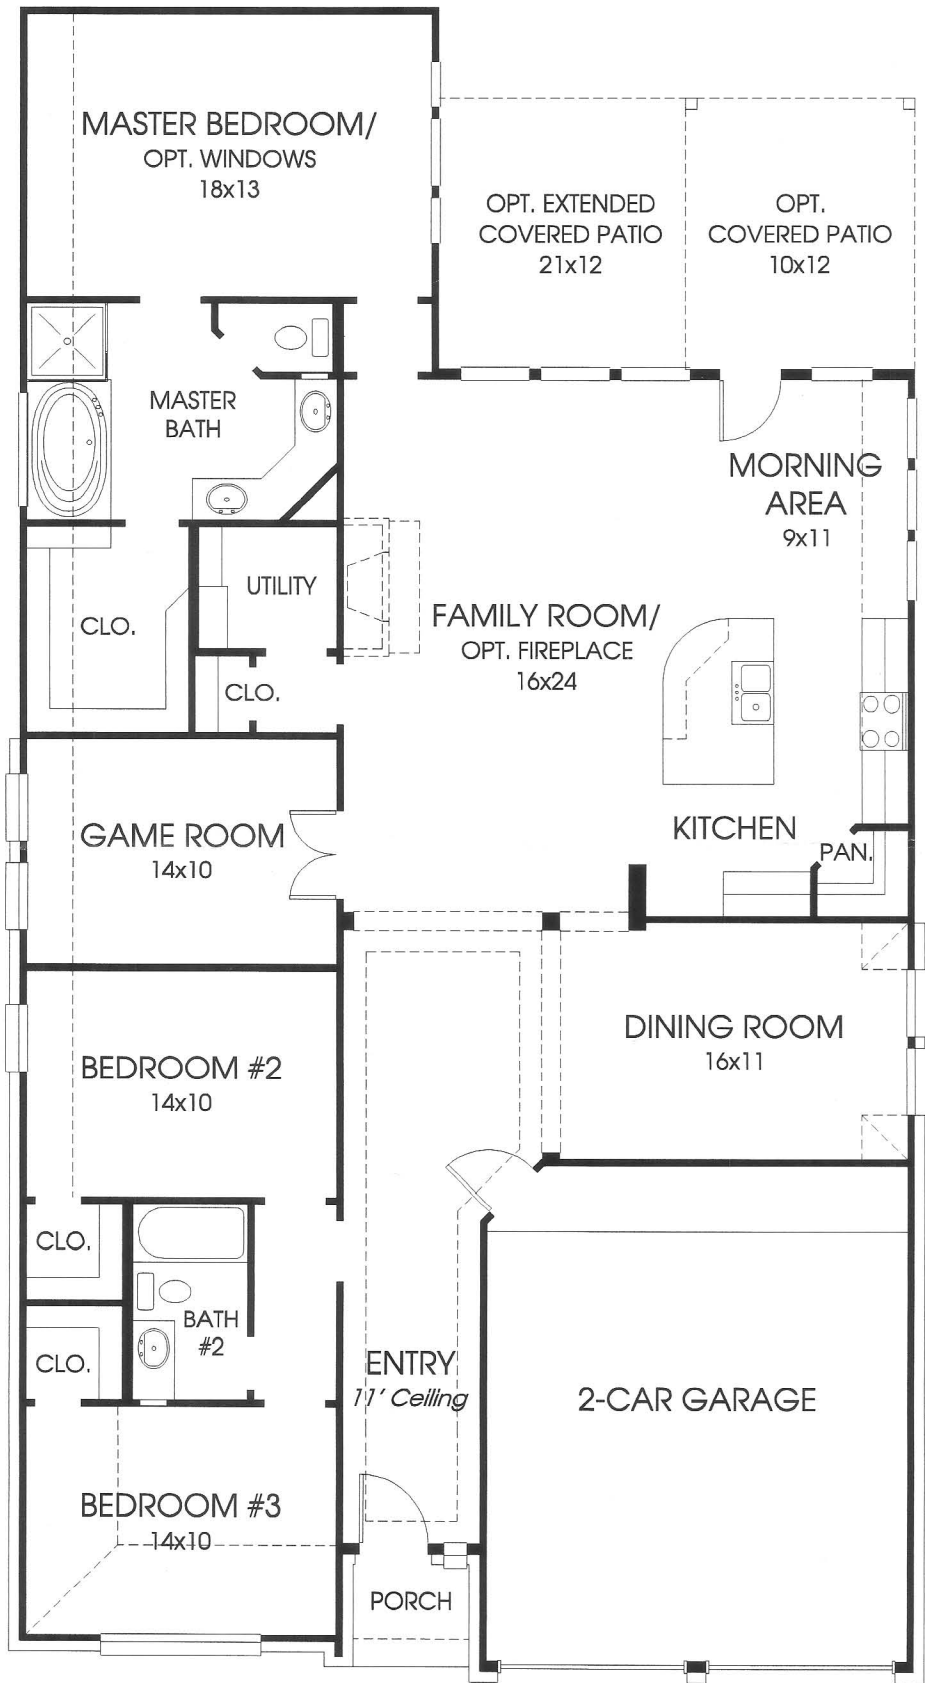 MASTER BEDROOM/
OPT. WINDOWS
18x13
OPT. EXTENDED
COVERED PATIO
21x12
OPT.
COVERED PATIO
10x12
MASTER
BATH
MORNING
AREA
9x11
UTILITY
CLO.
FAMILY ROOM/
OPT. FIREPLACE
16x24
CLO.
GAME ROOM
14x10
KITCHEN
PAN.
DINING ROOM
16x11
BEDROOM #2
14x10
CLO.
BATH
#2
CLO.
ENTRY
11' Ceiling
2-CAR GARAGE
BEDROOM #3
14x10
PORCH